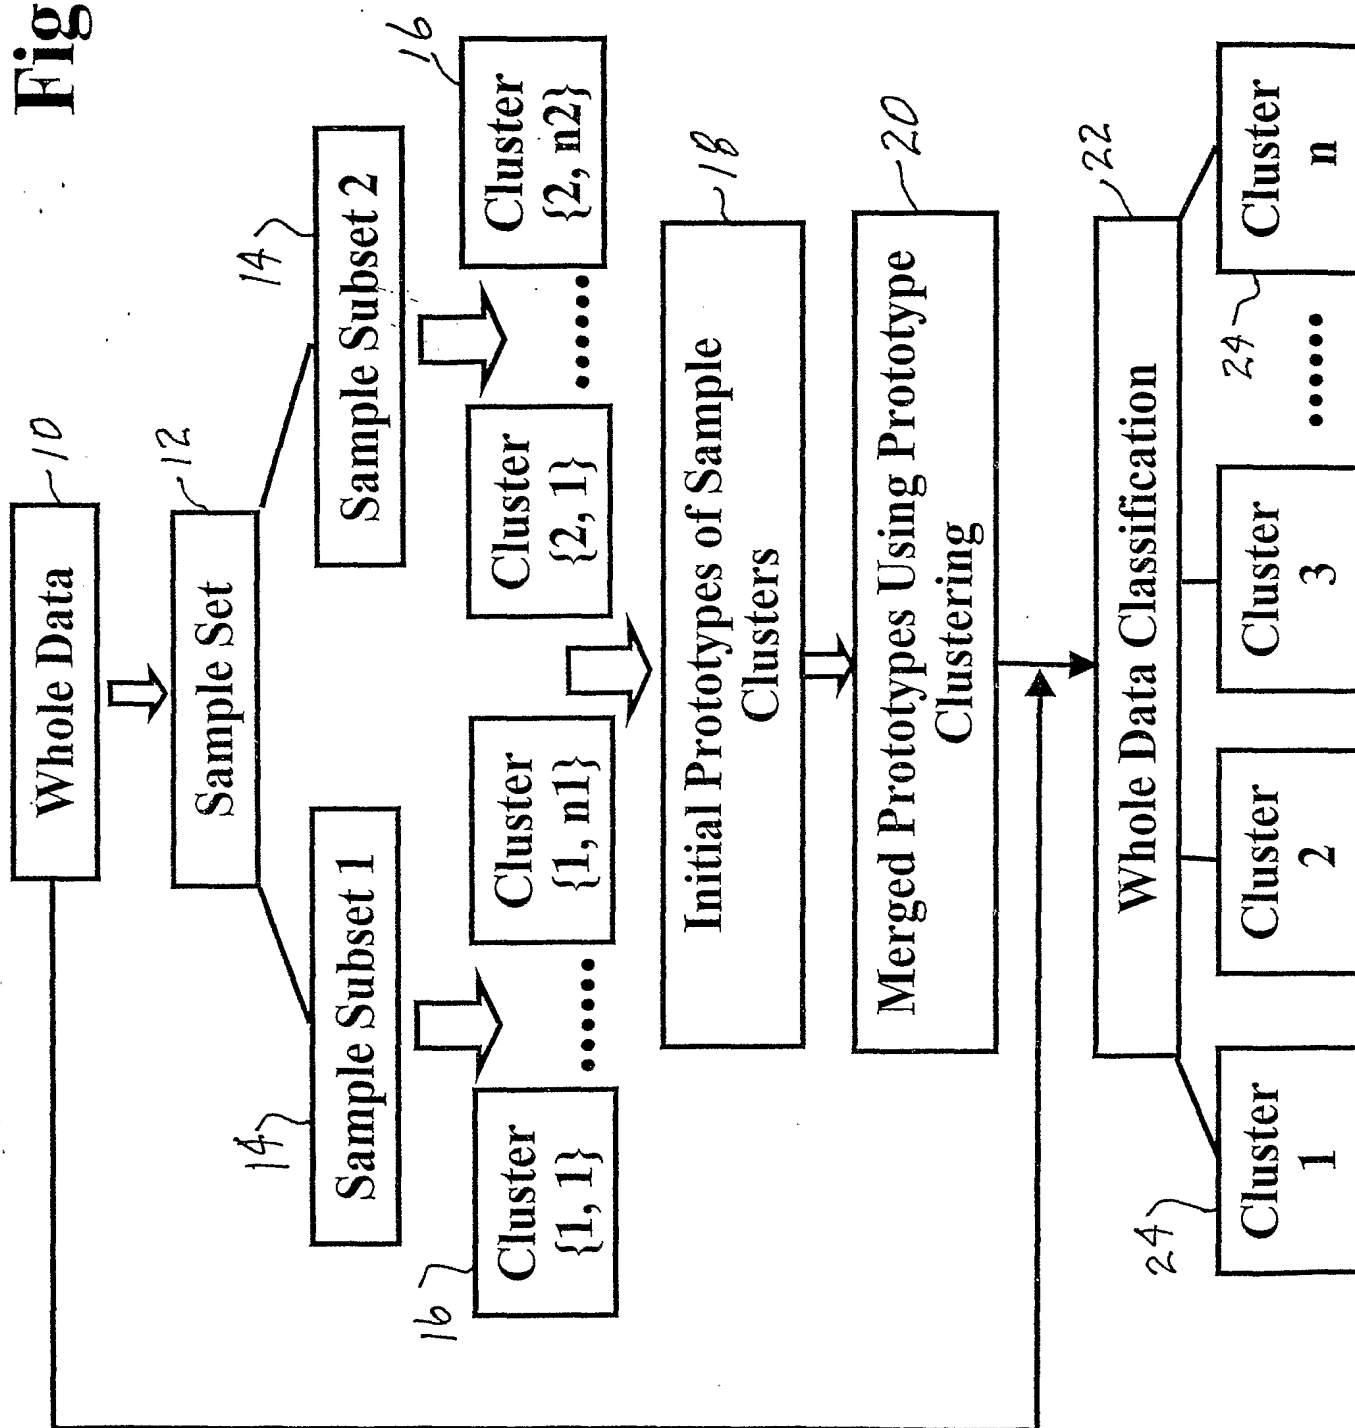 Fig
Whole Data
10
Sample Set
12
Sample Subset 1
14
Sample Subset 2
14
Cluster
{1, 1}
16
......
Cluster
{1, n1}
Cluster
{2, 1}
......
Cluster
{2, n2}
16
Initial Prototypes of Sample
Clusters
18
Merged Prototypes Using Prototype
Clustering
20
Whole Data Classification
22
Cluster
1
24
Cluster
2
Cluster
3
......
Cluster
n
24